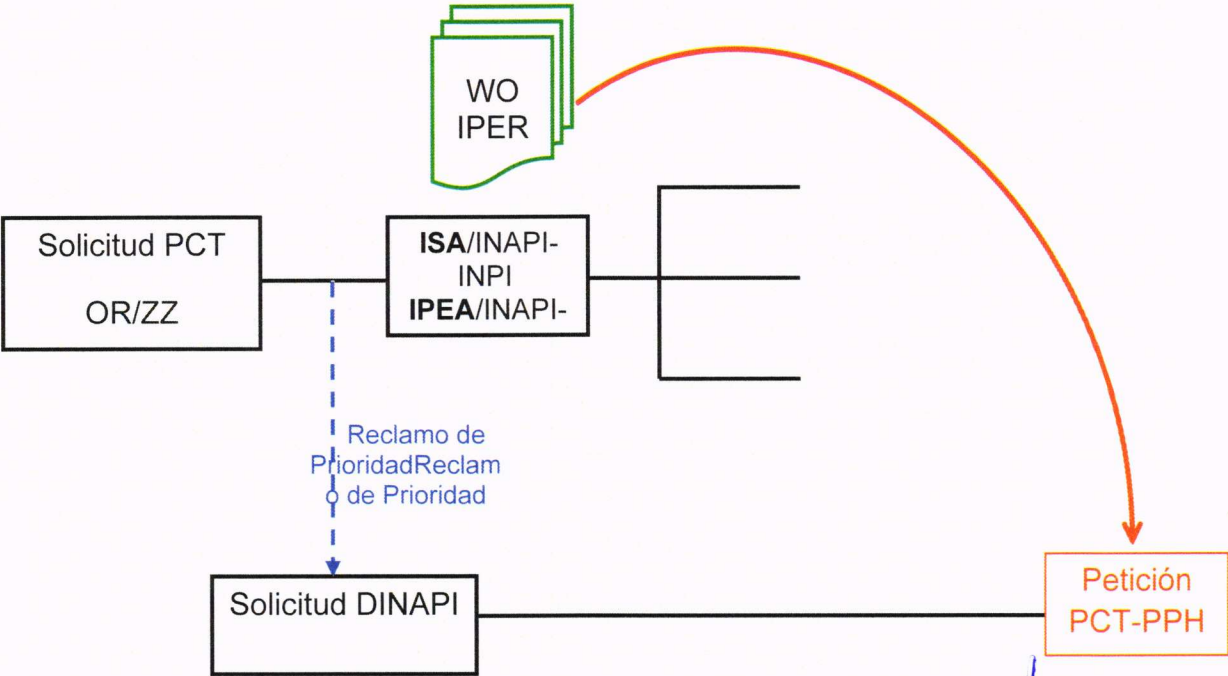 WO
IPER
Solicitud PCT
OR/ZZ
ISA/INAPI-
INPI
IPEA/INAPI-
Reclamo de
PrioridadReclam
o de Prioridad
Solicitud DINAPI
Petición
PCT-PPH